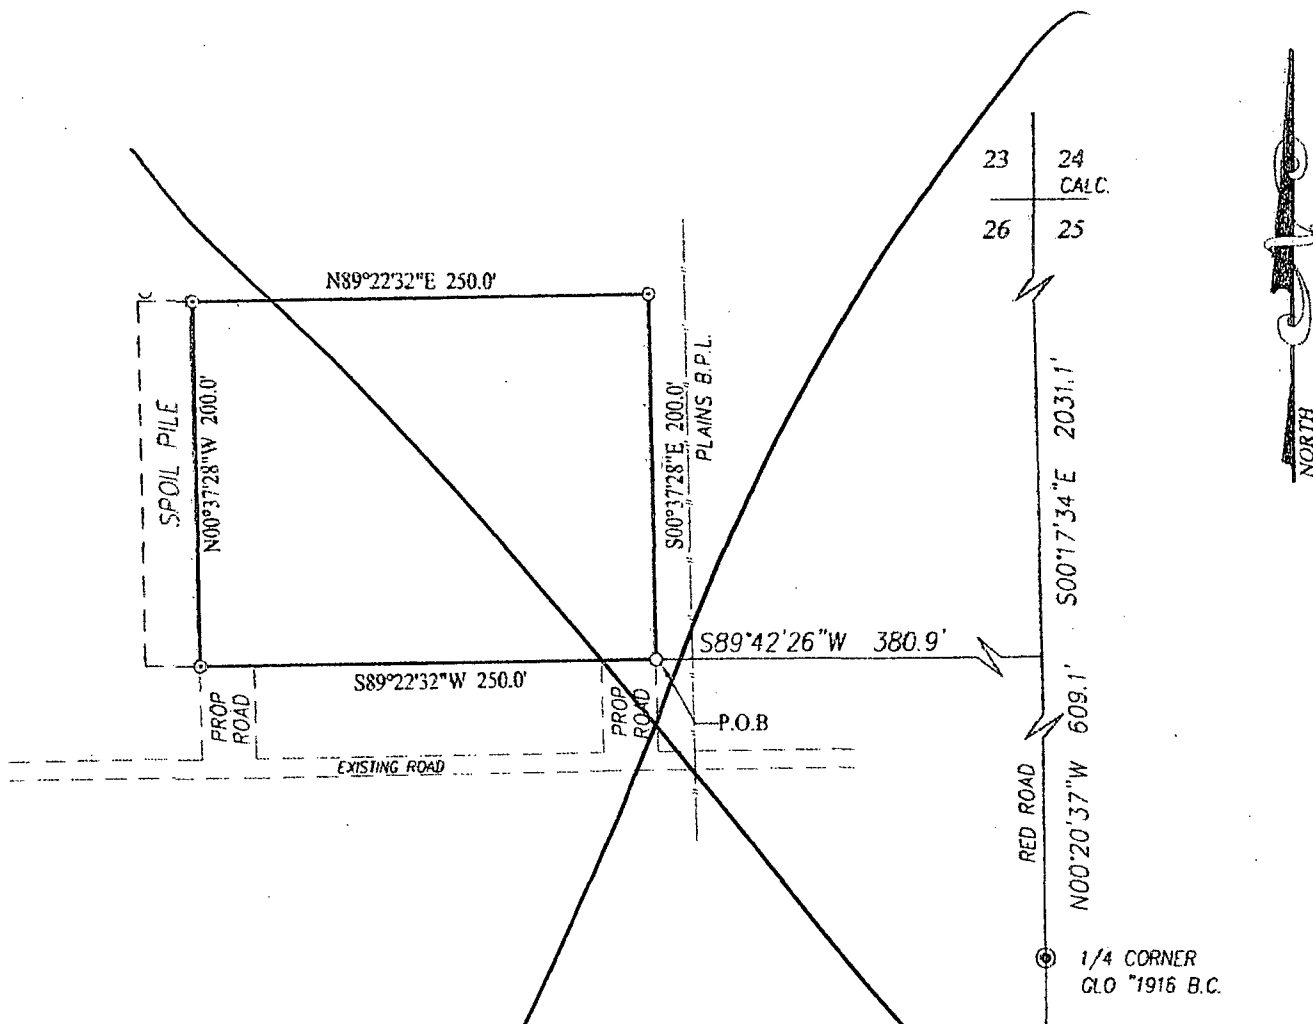 23 24
CALC.
26 25
N89°22'32"E 250.0'
SPOIL PILE
N00°37'28"W 200.0'
S00°37'28"E 200.0'
PLAINS B.P.L.
S00°17'34"E 2031.1'
NORTH
S89°42'26"W 380.9'
S89°22'32"W 250.0'
PROP
ROAD
PROP
ROAD
P.O.B
EXISTING ROAD
RED ROAD
N00°20'37"W 609.1'
1/4 CORNER
GLO "1916 B.C.